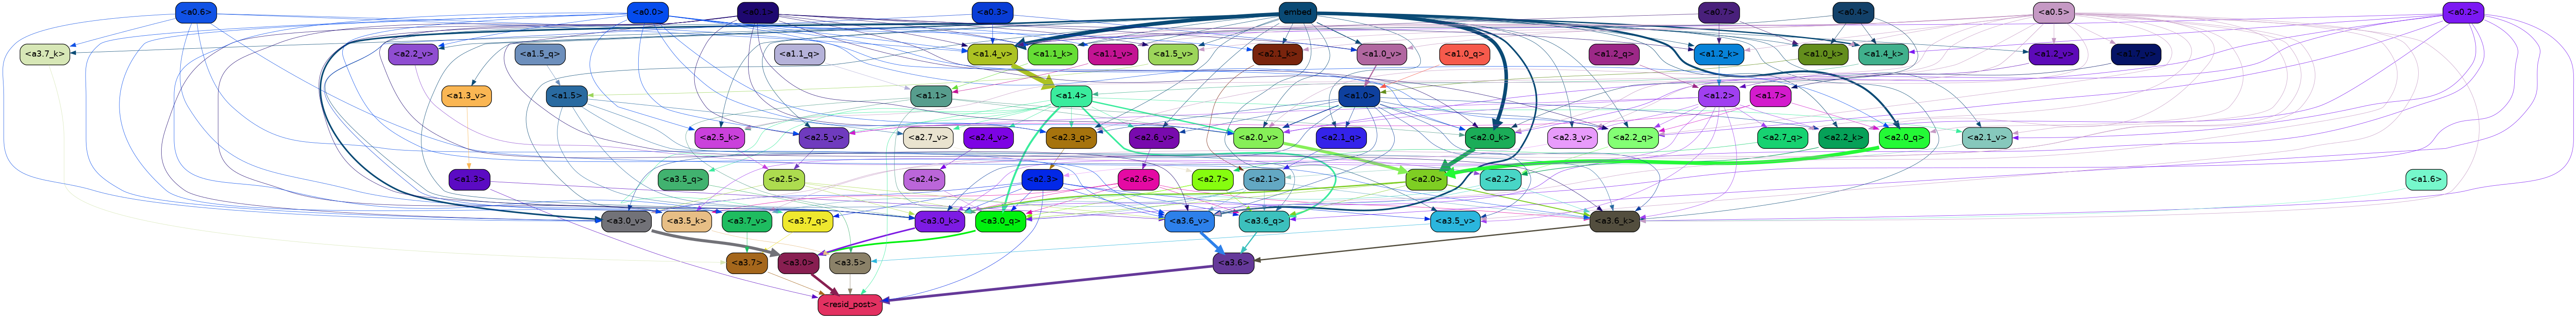 <a0.6> <a0.0> <a0.1> <a0.3> embed <a0.7> <a0.4> <a0.5> <a0.2>
<a3.7_k> <a2.2_v> <a1.5_q> <a1.1_q> <a1.4_v> <a1.1_k> <a1.1_v> <a1.5_v> <a2.1_k> <a1.0_v> <a1.0_q> <a1.2_q> <a1.2_k> <a1.0_k> <a1.4_k> <a1.2_v> <a1.7_v>
<a1.3_v> <a1.5> <a1.1> <a1.4> <a1.0> <a1.2> <a1.7>
<a2.5_k> <a2.5_v> <a2.7_v> <a2.4_v> <a2.3_q> <a2.6_v> <a2.0_v> <a2.1_q> <a2.0_k> <a2.3_v> <a2.2_q> <a2.7_q> <a2.2_k> <a2.0_q> <a2.1_v>
<a1.3> <a3.5_q> <a2.5> <a2.4> <a2.3> <a2.6> <a2.7> <a2.1> <a2.0> <a2.2> <a1.6>
<a3.0_v> <a3.5_k> <a3.7_v> <a3.7_q> <a3.0_k> <a3.0_q> <a3.6_v> <a3.6_q> <a3.5_v> <a3.6_k>
<a3.7> <a3.0> <a3.5> <a3.6>
<resid_post>